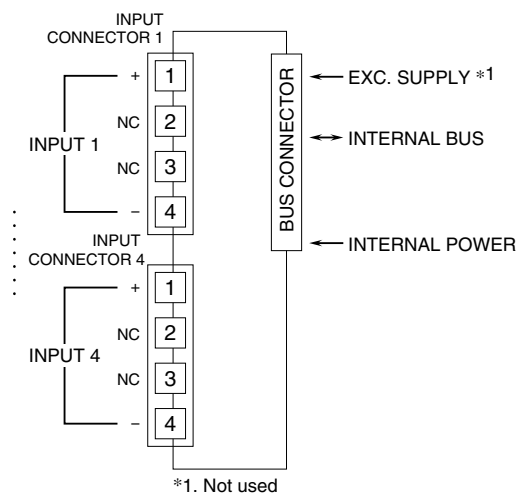 INPUT
CONNECTOR 1
+ 1
NC 2
INPUT 1
NC 3
− 4
BUS CONNECTOR
EXC. SUPPLY *1
INTERNAL BUS
INTERNAL POWER
INPUT
CONNECTOR 4
+ 1
NC 2
INPUT 4
NC 3
− 4
*1. Not used